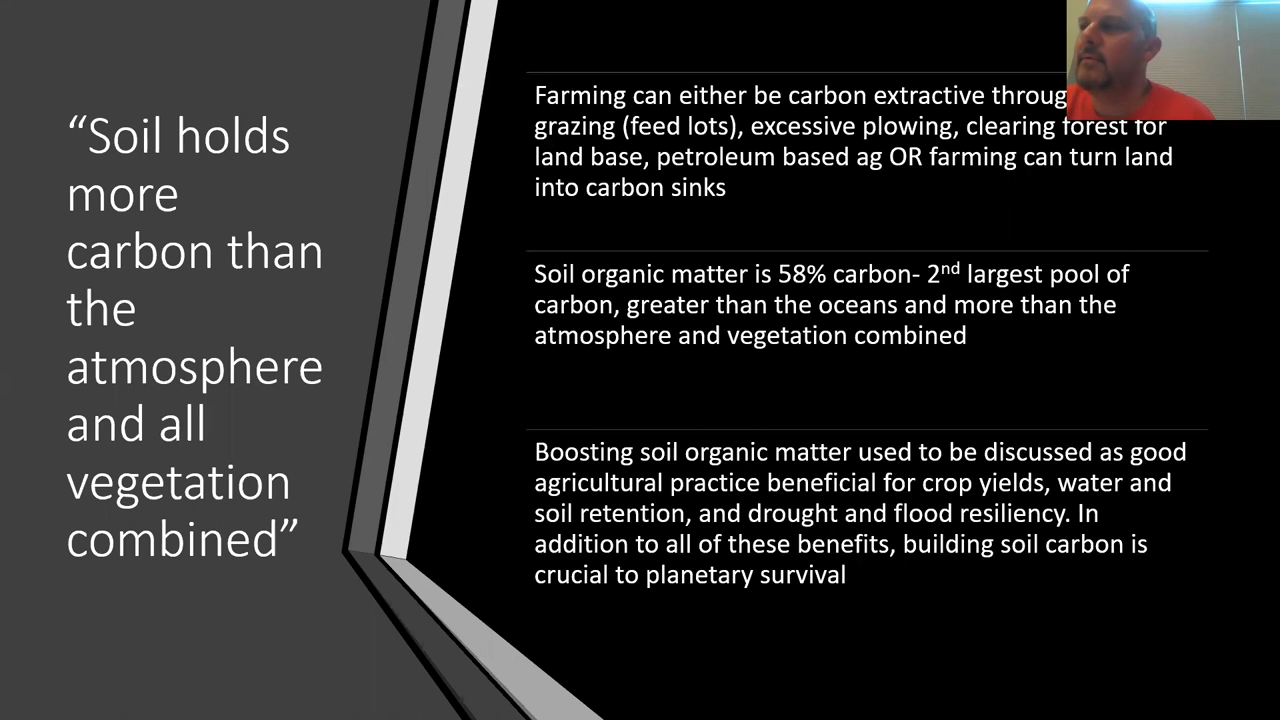 “Soil holds
more
carbon than
the
atmosphere
and all
vegetation
combined”
Farming can either be carbon extractive
grazing (feed lots), excessive plowing, clearing forest for
land base, petroleum based ag OR farming can turn land
into carbon sinks
Soil organic matter is 58% carbon- 2nd largest pool of
carbon, greater than the oceans and more than the
atmosphere and vegetation combined
Boosting soil organic matter used to be discussed as good
agricultural practice beneficial for crop yields, water and
soil retention, and drought and flood resiliency. In
addition to all of these benefits, building soil carbon is
crucial to planetary survival